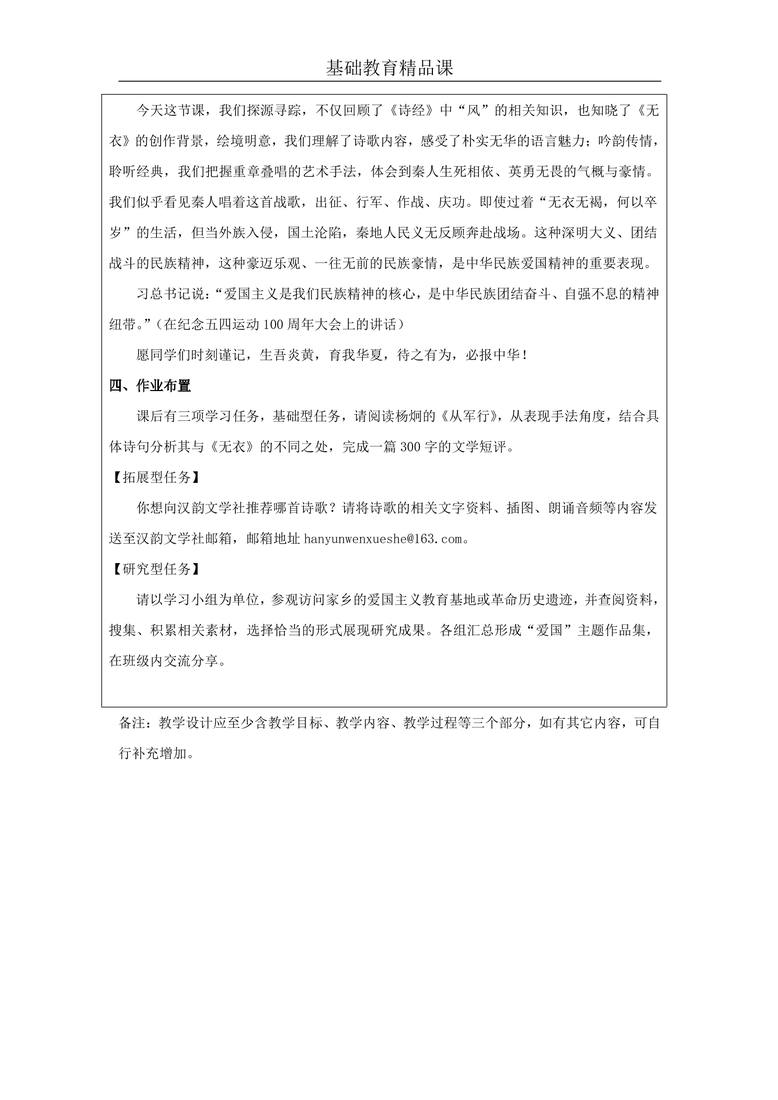 基础教育精品课
今天这节课，我们探源寻踪，不仅回顾了《诗经》中“风”的相关知识，也知晓了《无
衣》的创作背景，绘境明意，我们理解了诗歌内容，感受了朴实无华的语言魅力；吟韵传情，
聆听经典，我们把握重章叠唱的艺术手法，体会到秦人生死相依、英勇无畏的气概与豪情。
我们似乎看见秦人唱着这首战歌，出征、行军、作战、庆功。即使过着“无衣无褐，何以卒
岁”的生活，但当外族入侵，国土沦陷，秦地人民义无反顾奔赴战场。这种深明大义、团结
战斗的民族精神，这种豪迈乐观、一往无前的民族豪情，是中华民族爱国精神的重要表现。
习总书记说：“爱国主义是我们民族精神的核心，是中华民族团结奋斗、自强不息的精神
纽带。”（在纪念五四运动 100 周年大会上的讲话）
愿同学们时刻谨记，生吾炎黄，育我华夏，待之有为，必报中华！
四、作业布置
课后有三项学习任务，基础型任务，请阅读杨炯的《从军行》，从表现手法角度，结合具
体诗句分析其与《无衣》的不同之处，完成一篇 300 字的文学短评。
【拓展型任务】
你想向汉韵文学社推荐哪首诗歌？请将诗歌的相关文字资料、插图、朗诵音频等内容发
送至汉韵文学社邮箱，邮箱地址 hanyunwenxueshe@163.com。
【研究型任务】
请以学习小组为单位，参观访问家乡的爱国主义教育基地或革命历史遗迹，并查阅资料，
搜集、积累相关素材，选择恰当的形式展现研究成果。各组汇总形成“爱国”主题作品集，
在班级内交流分享。
备注：教学设计应至少含教学目标、教学内容、教学过程等三个部分，如有其它内容，可自
行补充增加。